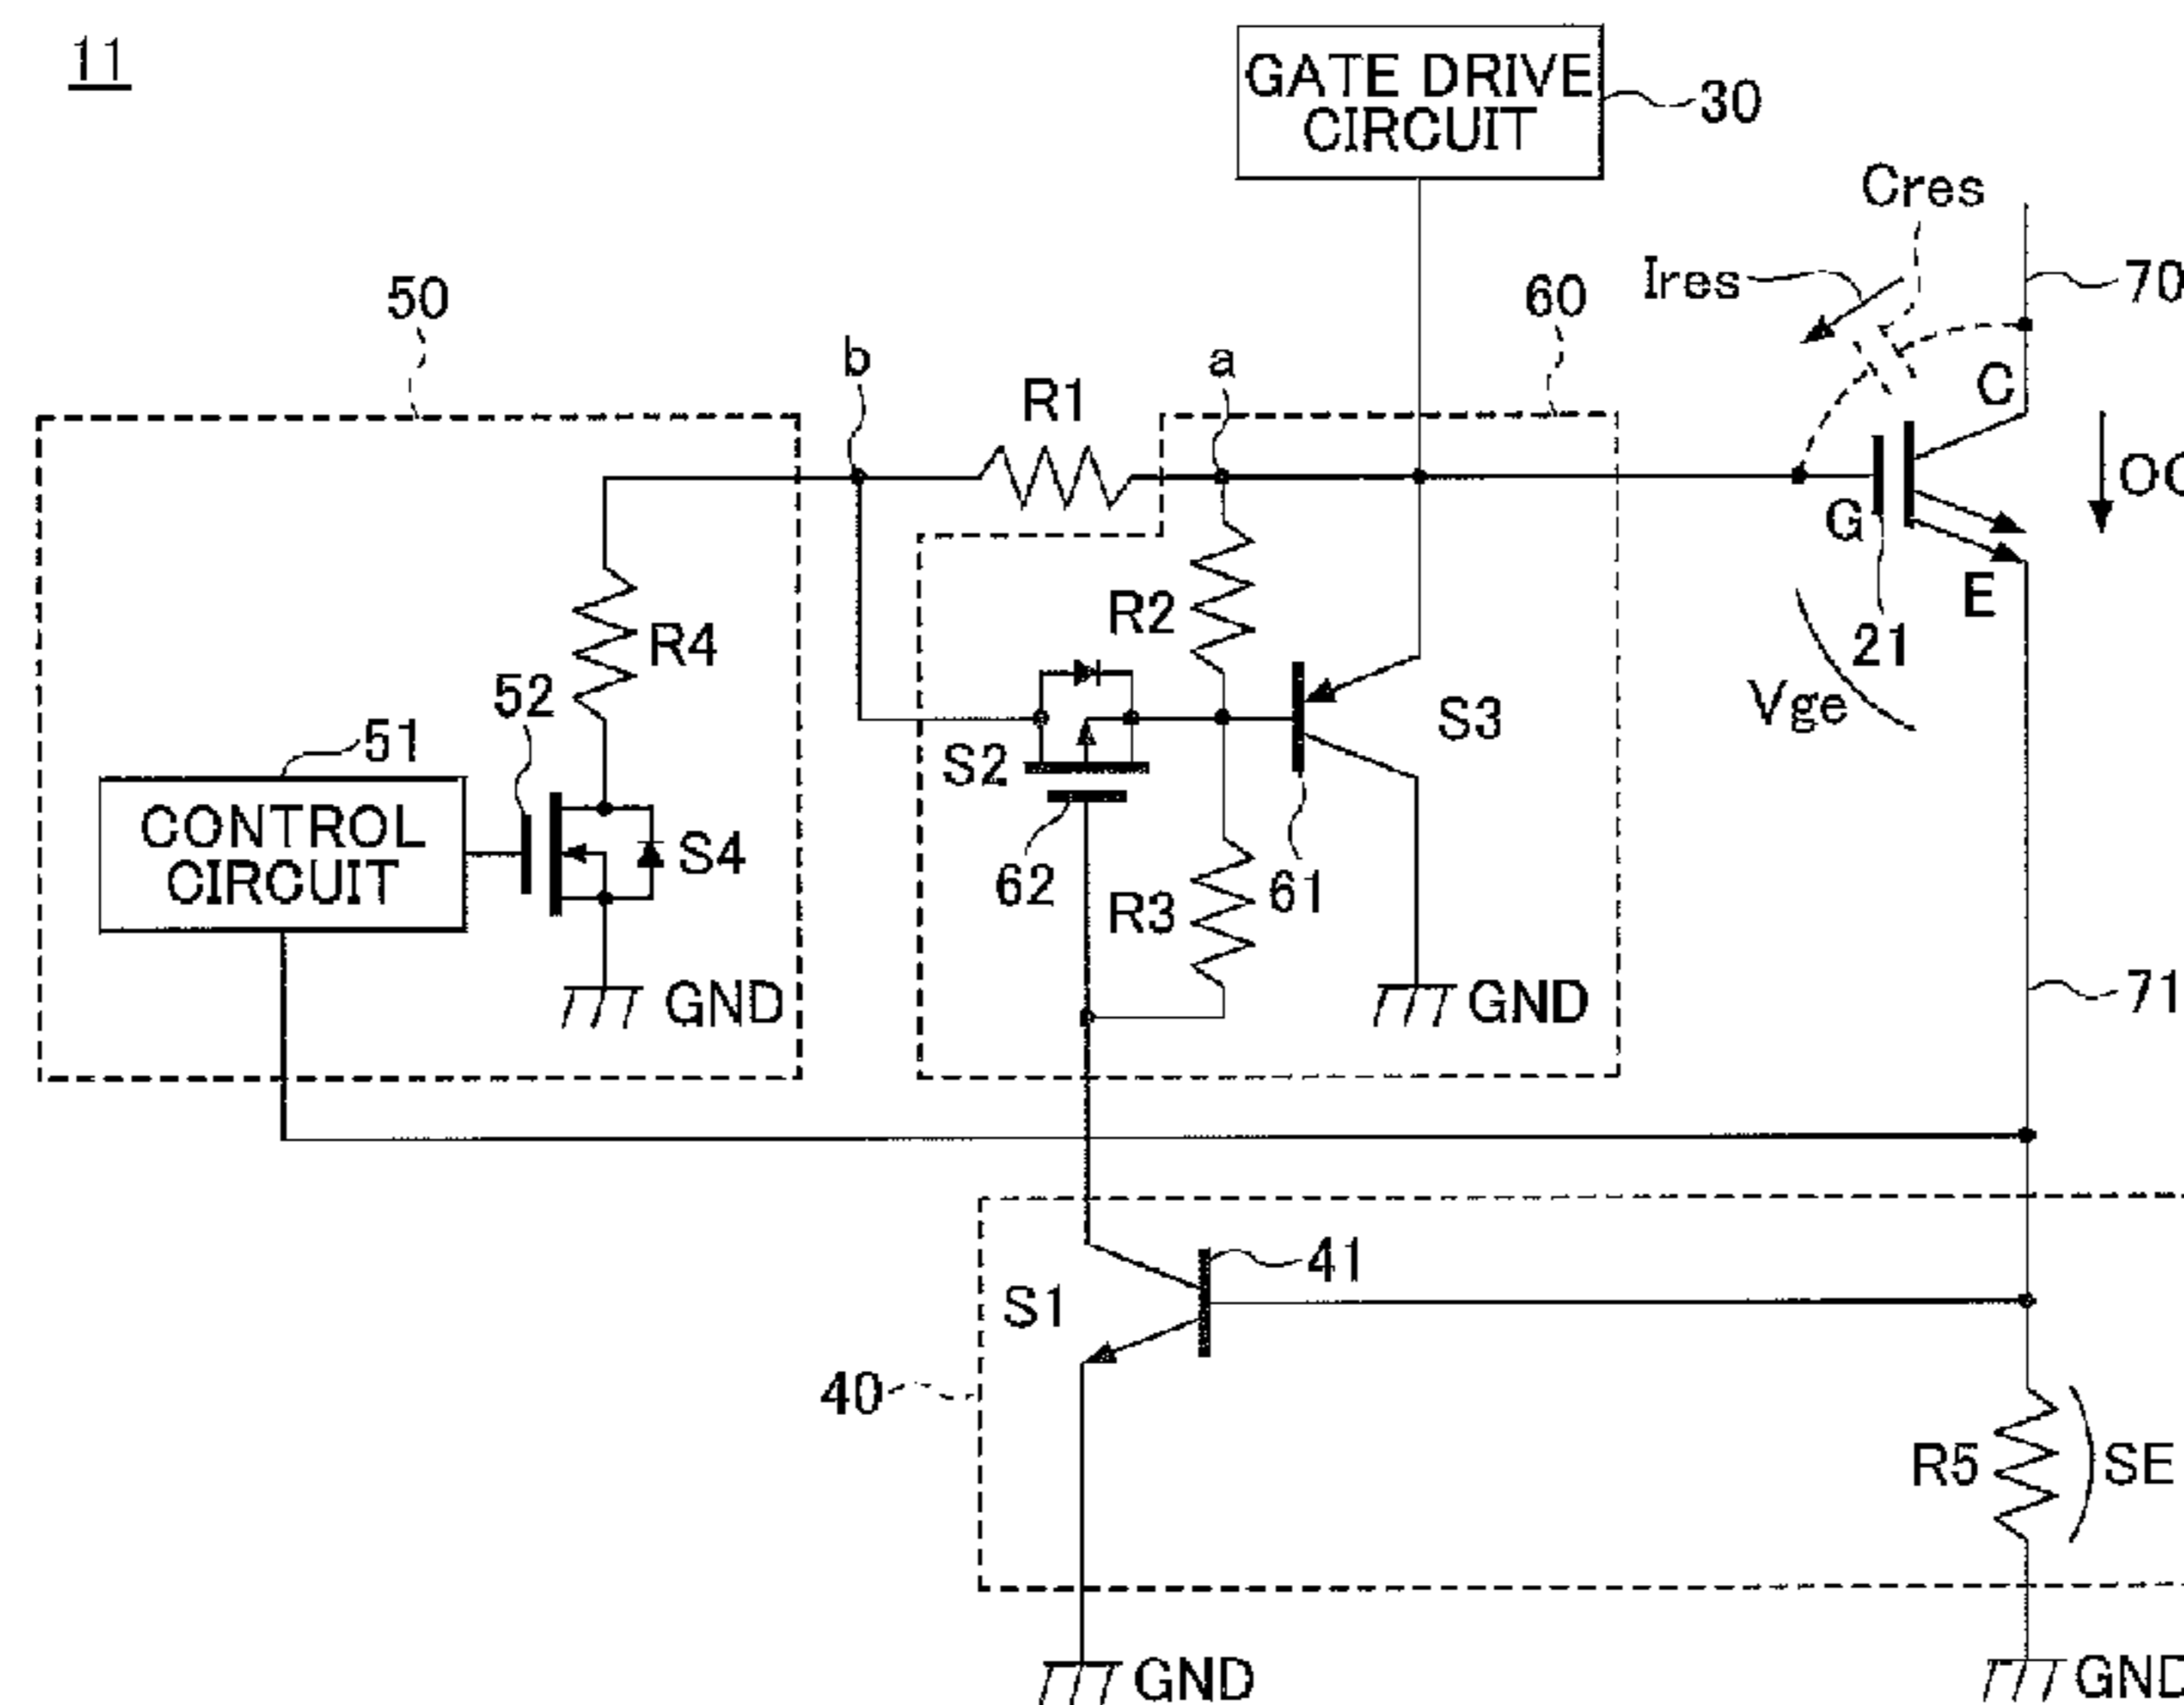 11
GATE DRIVE
CIRCUIT
30
Cres
Ires
70
50
60
b
a
R1
C
G
E
21
Vge
R2
R4
52
51
S2
S3
CONTROL
CIRCUIT
S4
62
R3
61
GND
GND
71
41
S1
40
R5
SE
GND